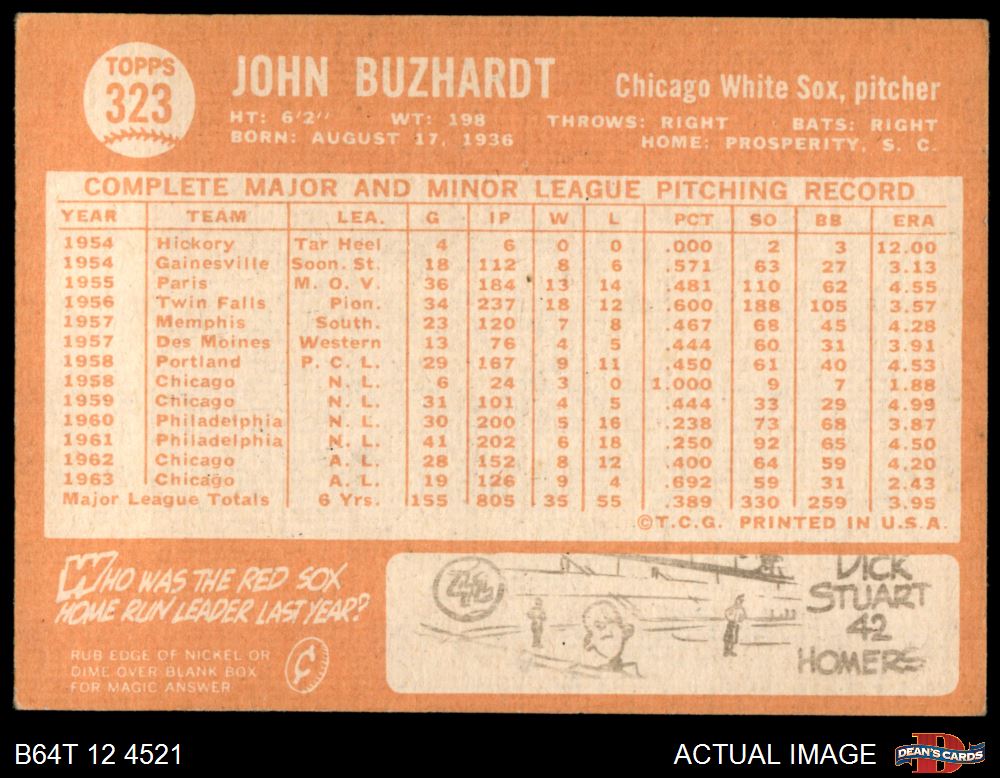 TOPPS
323
JOHN BUZHARDT
Chicago White Sox, pitcher
HT: 6'2" WT: 198 THROWS: RIGHT BATS: RIGHT
BORN: AUGUST 17, 1936 HOME: PROSPERITY, S. C.
COMPLETE MAJOR AND MINOR LEAGUE PITCHING RECORD
YEAR TEAM LEA. G IP W L PCT SO BB ERA
1954 Hickory Tar Heel 4 6 0 0 .000 2 3 12.00
1954 Gainesville Soon. St. 18 112 8 6 .571 63 27 3.13
1955 Paris M. O. V. 36 184 13 14 .481 110 62 4.55
1956 Twin Falls Pion. 34 237 18 12 .600 188 105 3.57
1957 Memphis South. 23 120 7 8 .467 68 45 4.28
1957 Des Moines Western 13 76 4 5 .444 60 31 3.91
1958 Portland P. C. L. 29 167 9 11 .450 61 40 4.53
1958 Chicago N. L. 6 24 3 0 1.000 9 7 1.88
1959 Chicago N. L. 31 101 4 5 .444 33 29 4.99
1960 Philadelphia N. L. 30 200 5 16 .238 73 68 3.87
1961 Philadelphia N. L. 41 202 6 18 .250 92 65 4.50
1962 Chicago A. L. 28 152 8 12 .400 64 59 4.20
1963 Chicago A. L. 19 126 9 4 .692 59 31 2.43
Major League Totals 6 Yrs. 155 805 35 55 .389 330 259 3.95
©T.C.G. PRINTED IN U.S.A.
WHO WAS THE RED SOX
HOME RUN LEADER LAST YEAR?
RUB EDGE OF NICKEL OR
DIME OVER BLANK BOX
FOR MAGIC ANSWER
DICK
STUART
42
HOMERS
B64T 12 4521
ACTUAL IMAGE
DEAN'S CARDS